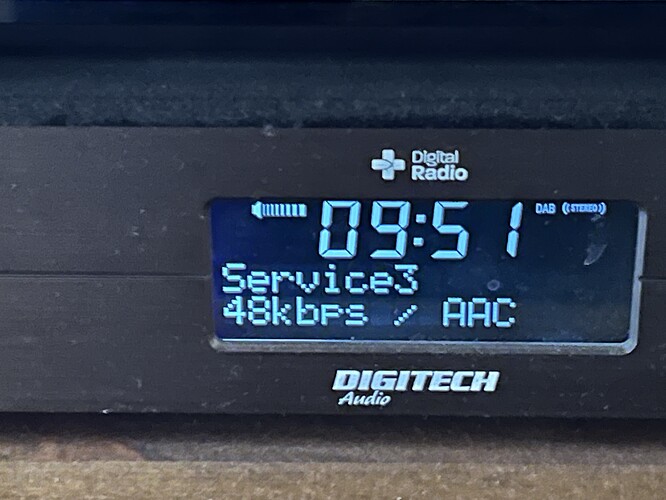 Digital
Radio
09:51
DAB
((STEREO))
Service3
48kbps / AAC
DIGITECH
Audio